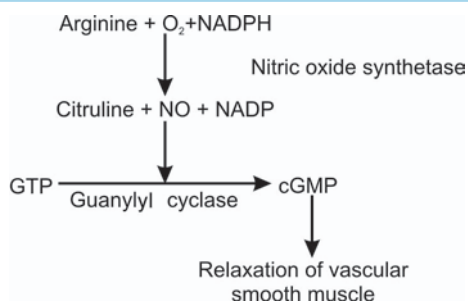 Arginine + O₂+NADPH
Nitric oxide synthetase
Citruline + NO + NADP
GTP
Guanylyl cyclase
cGMP
Relaxation of vascular
smooth muscle